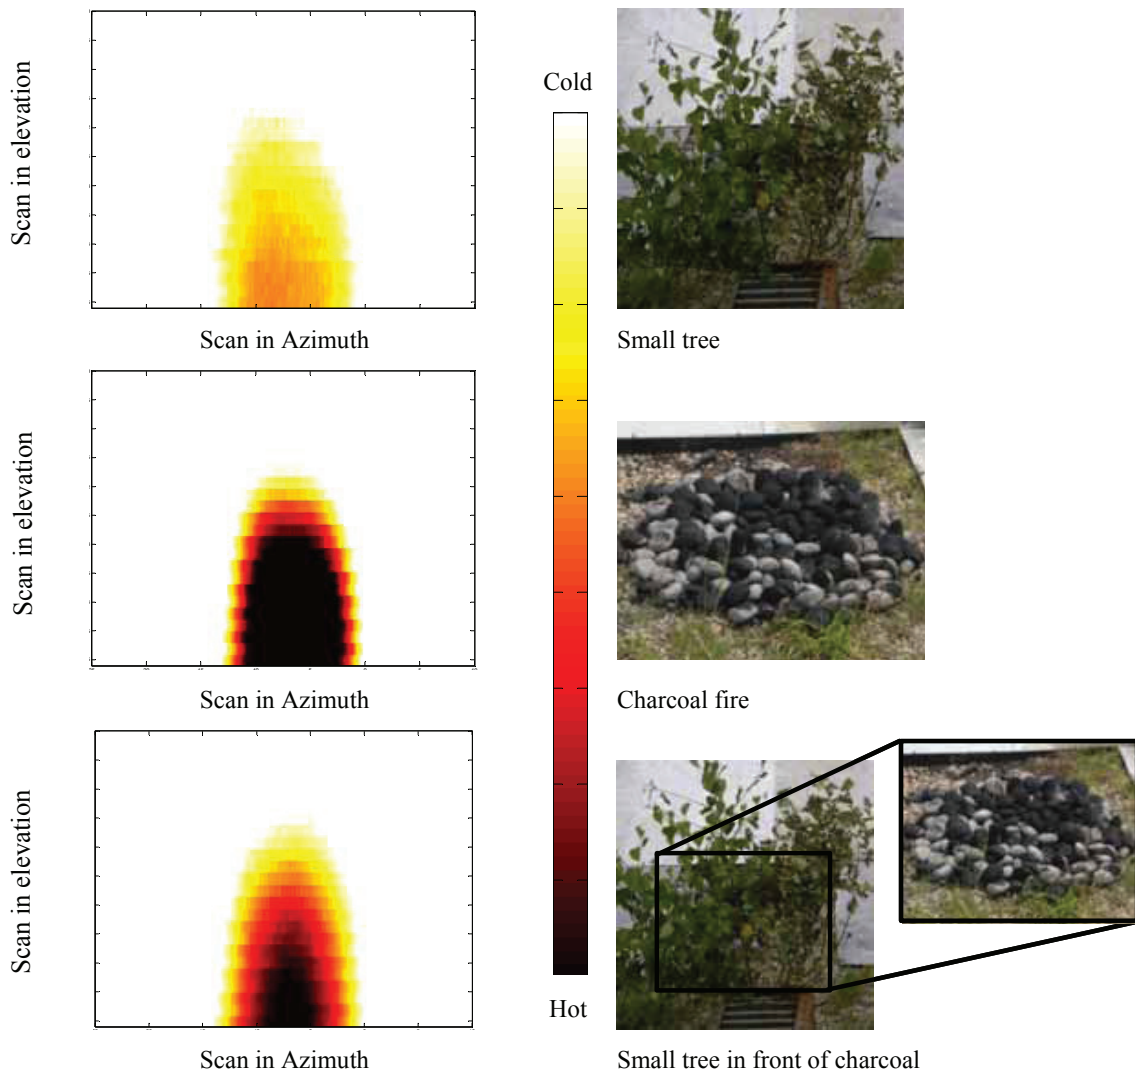 Scan in elevation
Scan in Azimuth
Cold
Small tree
Scan in elevation
Scan in Azimuth
Charcoal fire
Scan in elevation
Scan in Azimuth
Hot
Small tree in front of charcoal